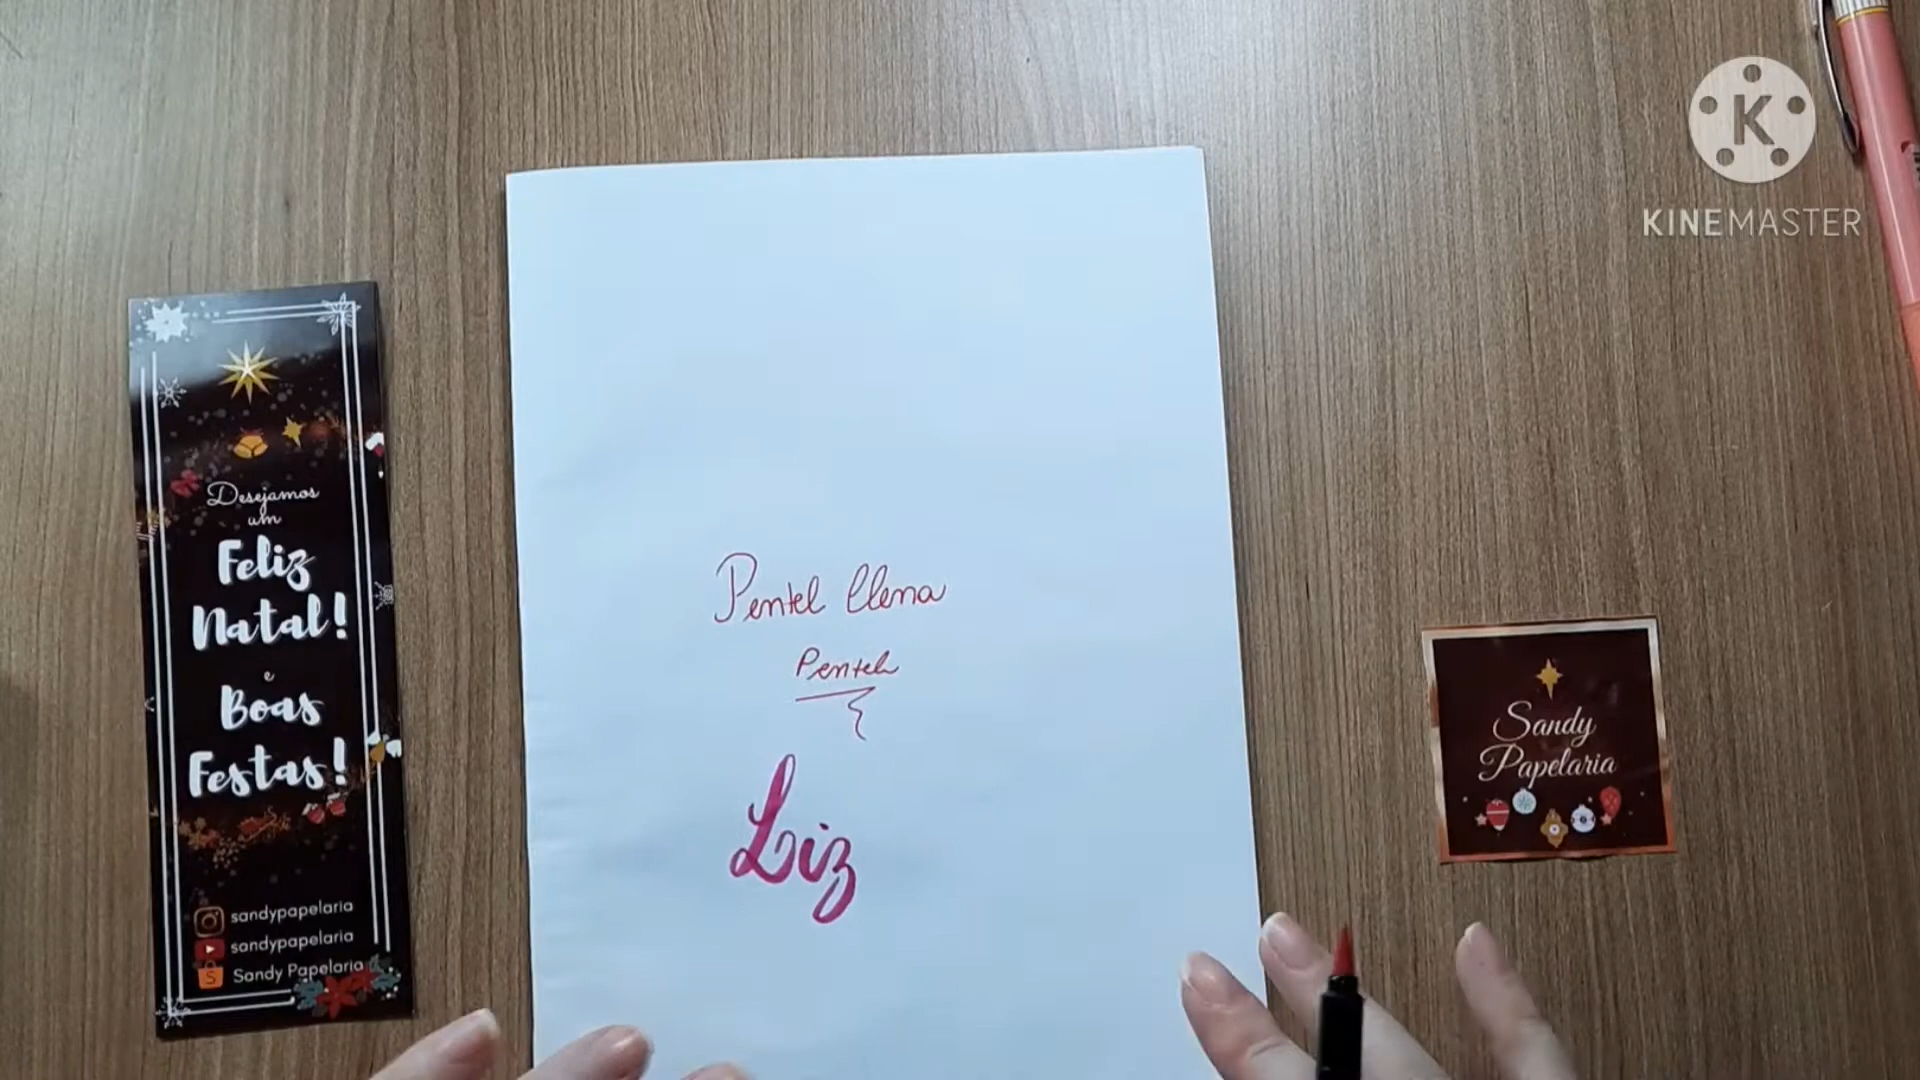 KINEMASTER
Desejamos
um
Feliz
Natal!
e
Boas
Festas!
sandypapelaria
sandypapelaria
Sandy Papelaria
Pentel llena
Pentel
Liz
Sandy
Papelaria